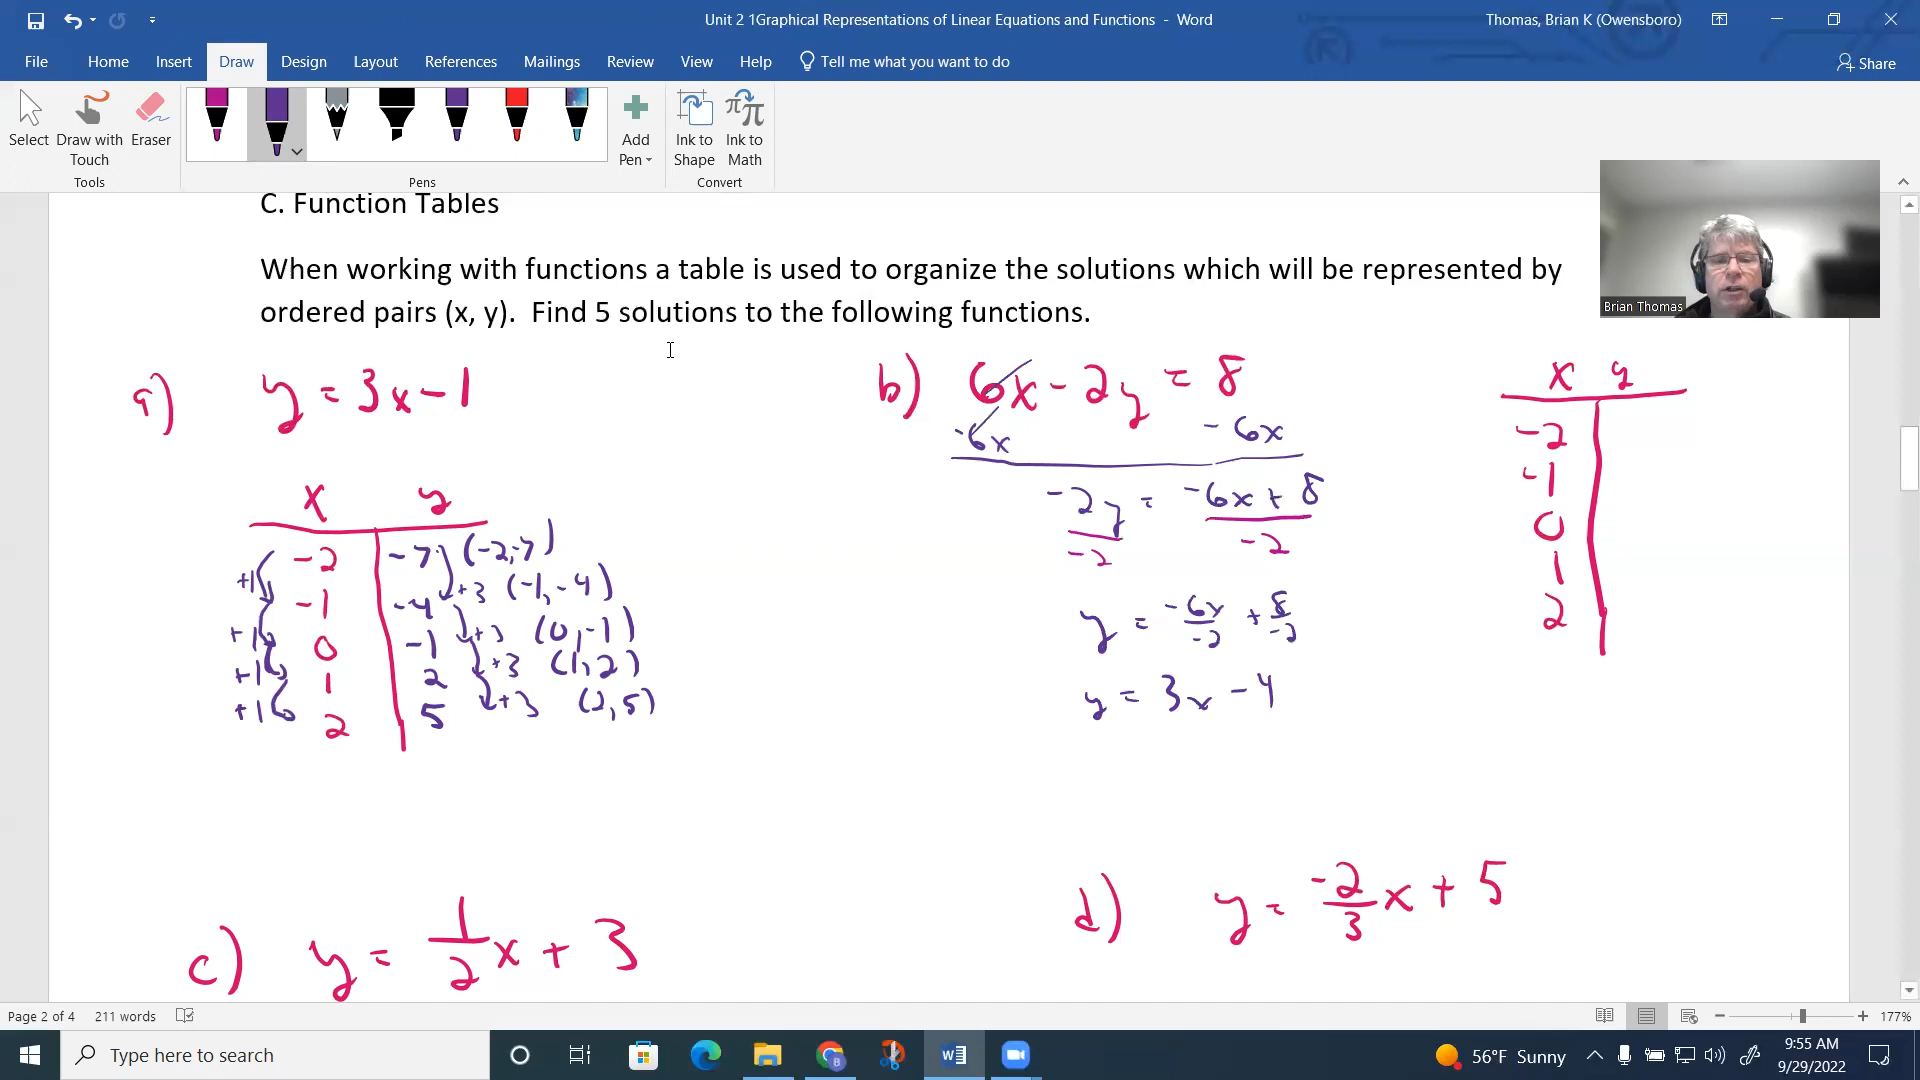 Unit 2 1Graphical Representations of Linear Equations and Functions - Word
Thomas, Brian K (Owensboro)
File Home Insert Draw Design Layout References Mailings Review View Help Tell me what you want to do Share
Select
Draw with Touch
Eraser
Add Pen
Ink to Shape
Ink to Math
Tools
Pens
Convert
Brian Thomas
C. Function Tables
When working with functions a table is used to organize the solutions which will be represented by
ordered pairs (x, y). Find 5 solutions to the following functions.
a) y = 3x - 1
x y
-2 -7 (-2,-7)
+1 -1 -4 +3 (-1,-4)
+1 0 -1 +3 (0,-1)
+1 1 2 +3 (1,2)
+1 2 5 +3 (2,5)
b) 6x - 2y = 8
-6x -6x
-2y = -6x + 8
-2 -2
y = -6x/-2 + 8/-2
y = 3x - 4
x y
-2
-1
0
1
2
c) y = 1/2 x + 3
d) y = -2/3 x + 5
Page 2 of 4 211 words 177%
Type here to search
56°F Sunny
9:55 AM
9/29/2022